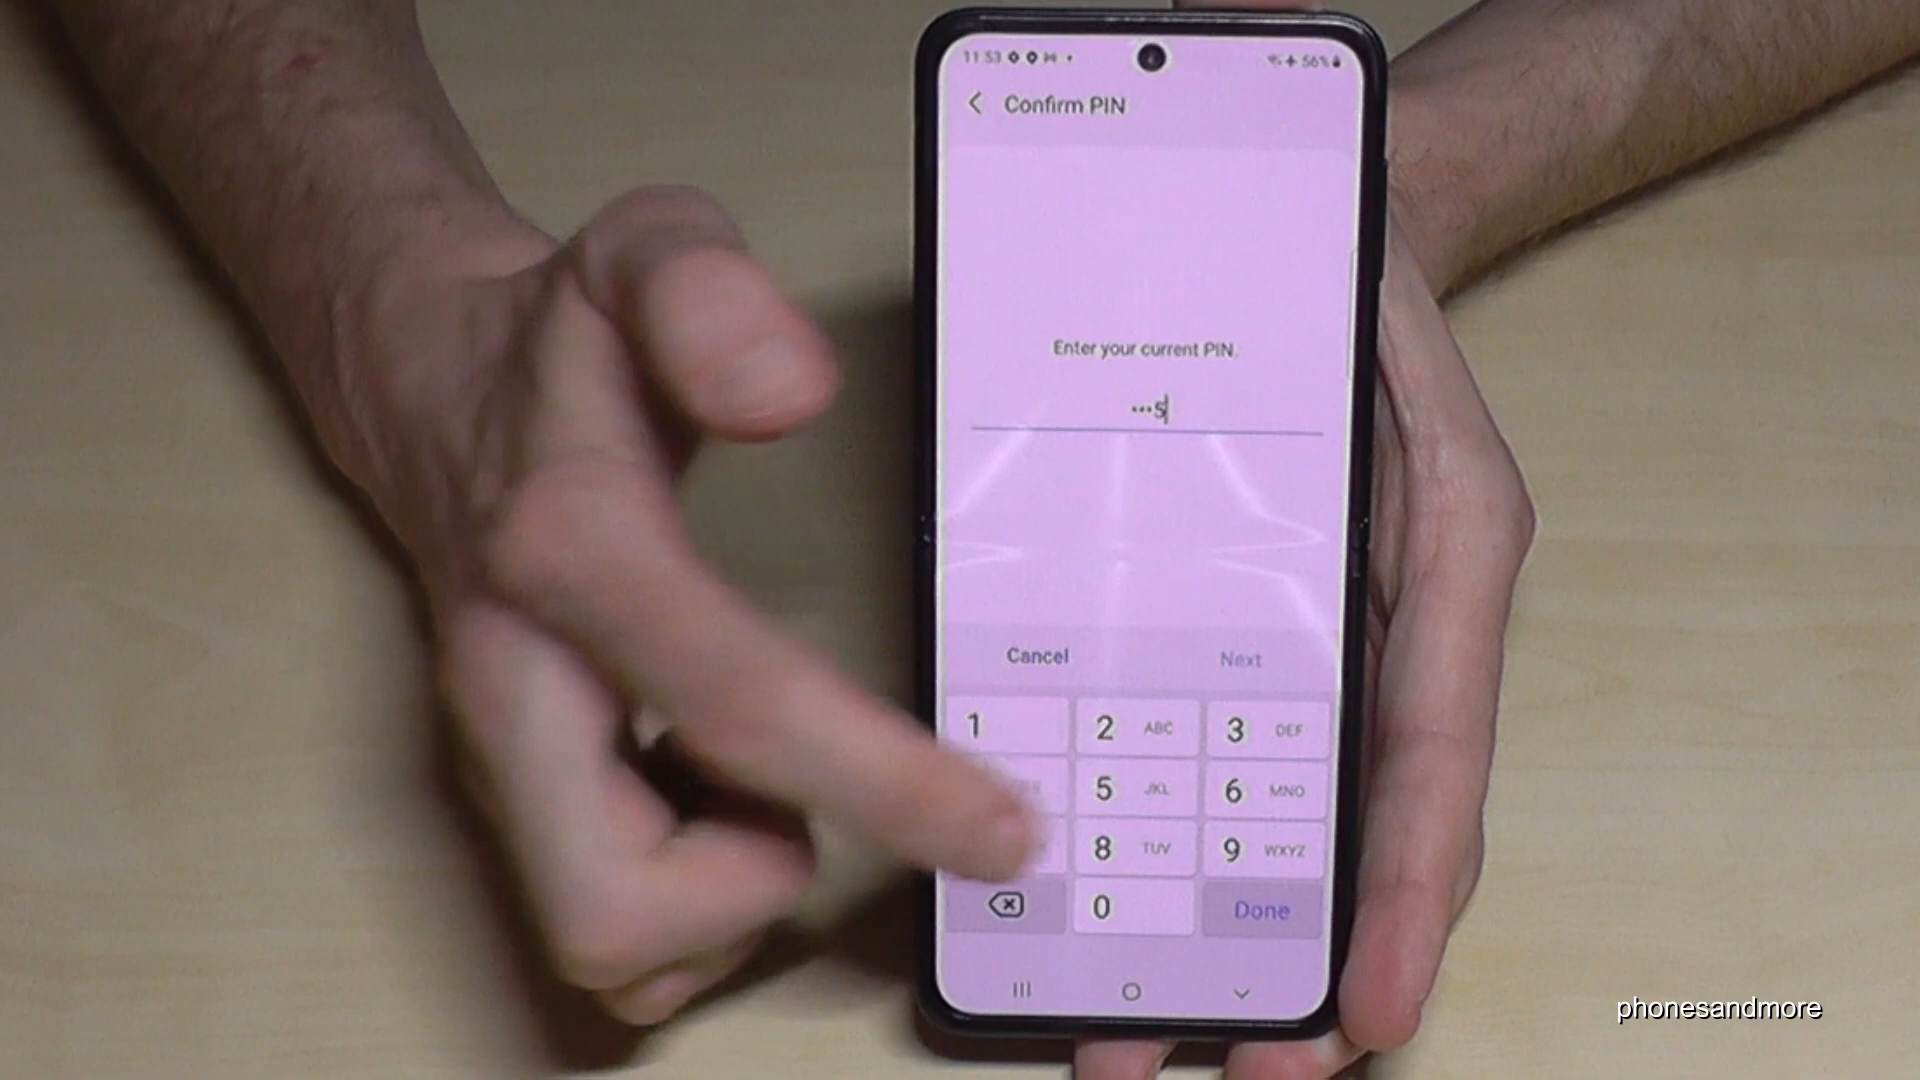 11:53 56%
Confirm PIN
Enter your current PIN.
•••5
Cancel Next
1 2 ABC 3 DEF
5 JKL 6 MNO
8 TUV 9 WXYZ
0 Done
phonesandmore